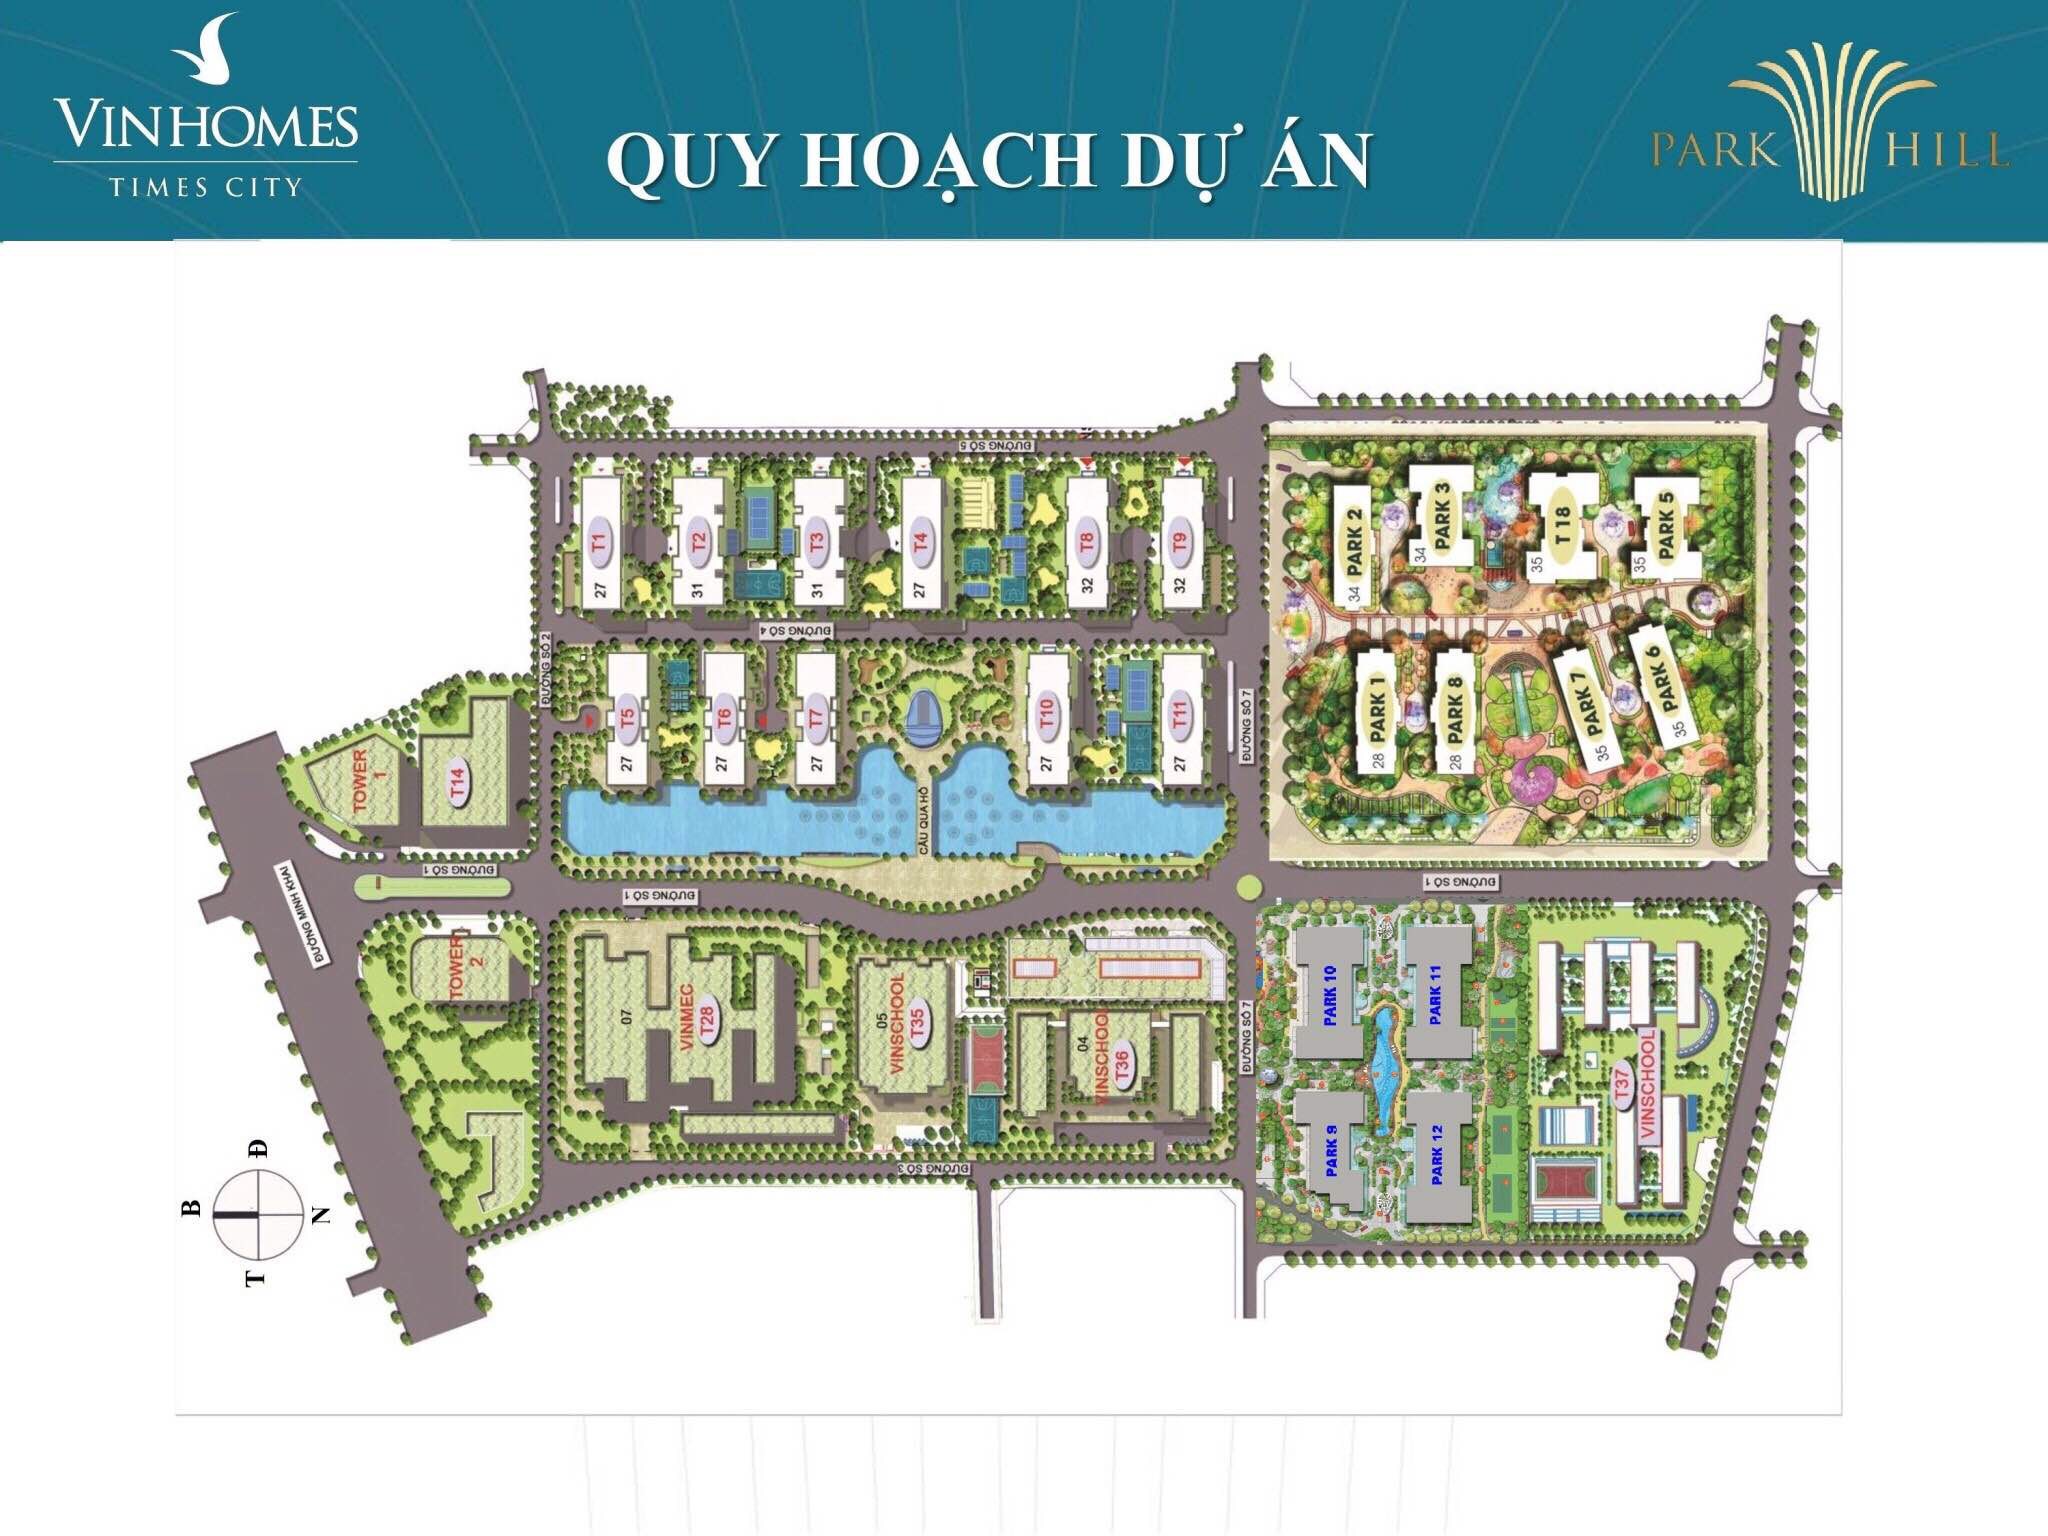 VINHOMES
TIMES CITY
QUY HOẠCH DỰ ÁN
PARK HILL
ĐƯỜNG SỐ 5
T1
27
T2
31
T3
31
T4
27
T8
32
T9
32
PARK 2
34
PARK 3
34
T 18
35
PARK 5
35
ĐƯỜNG SỐ 4
ĐƯỜNG SỐ 2
T5
27
T6
27
T7
27
T10
27
T11
27
ĐƯỜNG SỐ 7
PARK 1
28
PARK 8
28
PARK 7
35
PARK 6
35
TOWER
1
T14
CẦU QUA HỒ
ĐƯỜNG MINH KHAI
ĐƯỜNG SỐ 1
ĐƯỜNG SỐ 1
ĐƯỜNG SỐ 1
TOWER
2
07
VINMEC
T28
05
VINSCHOOL
T35
04
VINSCHOOL
T36
ĐƯỜNG SỐ 7
PARK 10
PARK 11
PARK 9
PARK 12
T37
VINSCHOOL
ĐƯỜNG SỐ 3
Đ
B
N
T